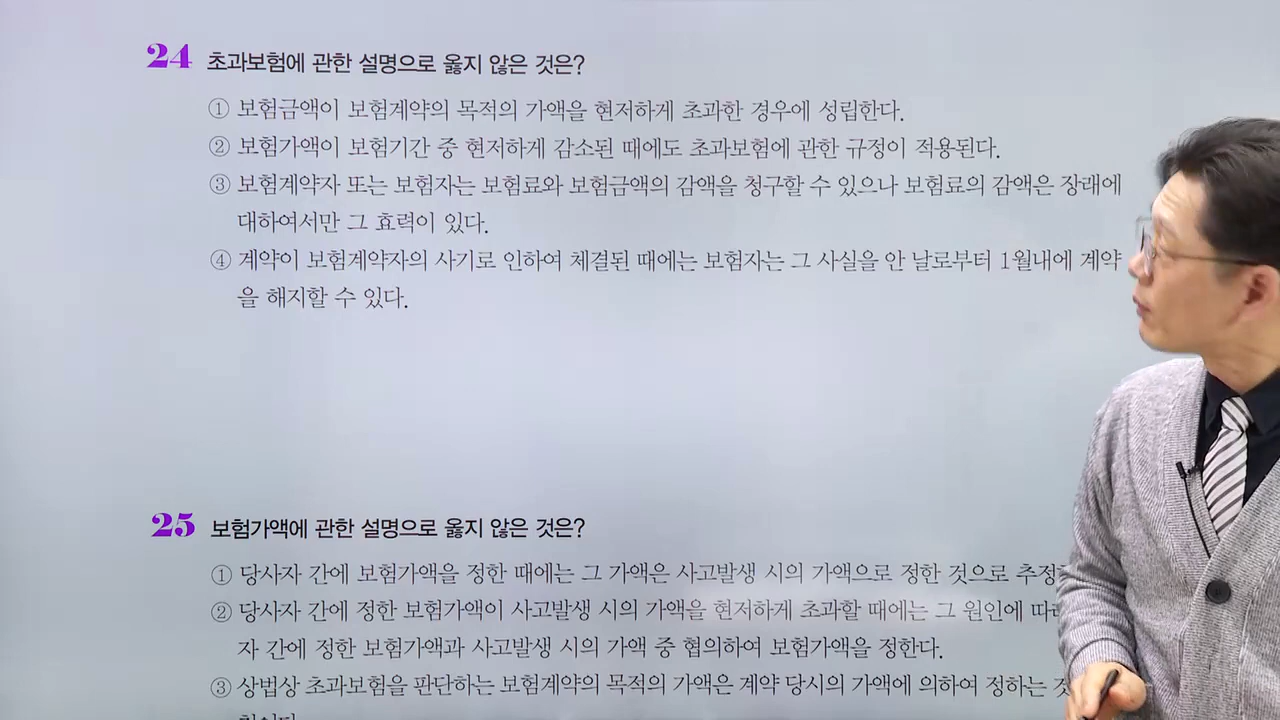 24 초과보험에 관한 설명으로 옳지 않은 것은?
① 보험금액이 보험계약의 목적의 가액을 현저하게 초과한 경우에 성립한다.
② 보험가액이 보험기간 중 현저하게 감소된 때에도 초과보험에 관한 규정이 적용된다.
③ 보험계약자 또는 보험자는 보험료와 보험금액의 감액을 청구할 수 있으나 보험료의 감액은 장래에
대하여서만 그 효력이 있다.
④ 계약이 보험계약자의 사기로 인하여 체결된 때에는 보험자는 그 사실을 안 날로부터 1월내에 계약
을 해지할 수 있다.
25 보험가액에 관한 설명으로 옳지 않은 것은?
① 당사자 간에 보험가액을 정한 때에는 그 가액은 사고발생 시의 가액으로 정한 것으로
② 당사자 간에 정한 보험가액이 사고발생 시의 가액을 현저하게 초과할 때에는 그 원인에
자 간에 정한 보험가액과 사고발생 시의 가액 중 협의하여 보험가액을 정한다.
③ 상법상 초과보험을 판단하는 보험계약의 목적의 가액은 계약 당시의 가액에 의하여 정하는